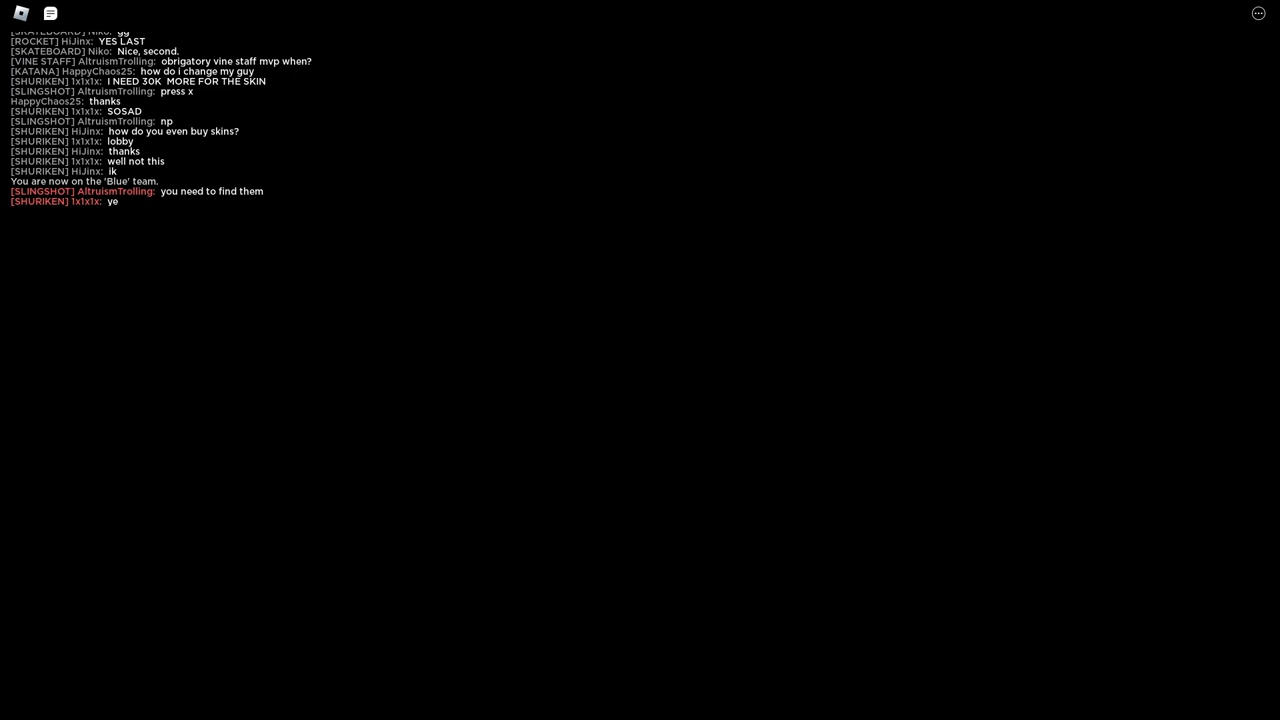 [SKATEBOARD] Niko: gg
[ROCKET] HiJinx: YES LAST
[SKATEBOARD] Niko: Nice, second.
[VINE STAFF] AltruismTrolling: obrigatory vine staff mvp when?
[KATANA] HappyChaos25: how do i change my guy
[SHURIKEN] 1x1x1x: I NEED 30K  MORE FOR THE SKIN
[SLINGSHOT] AltruismTrolling: press x
HappyChaos25: thanks
[SHURIKEN] 1x1x1x: SOSAD
[SLINGSHOT] AltruismTrolling: np
[SHURIKEN] HiJinx: how do you even buy skins?
[SHURIKEN] 1x1x1x: lobby
[SHURIKEN] HiJinx: thanks
[SHURIKEN] 1x1x1x: well not this
[SHURIKEN] HiJinx: ik
You are now on the 'Blue' team.
[SLINGSHOT] AltruismTrolling: you need to find them
[SHURIKEN] 1x1x1x: ye